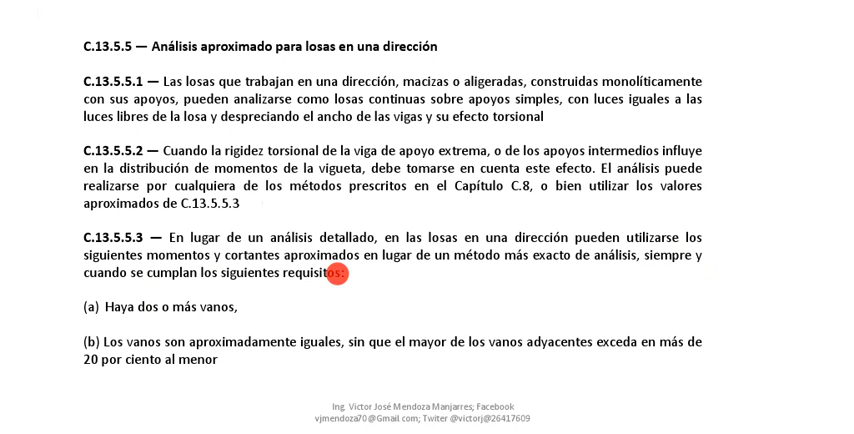 C.13.5.5 — Análisis aproximado para losas en una dirección
C.13.5.5.1 — Las losas que trabajan en una dirección, macizas o aligeradas, construidas monolíticamente
con sus apoyos, pueden analizarse como losas continuas sobre apoyos simples, con luces iguales a las
luces libres de la losa y despreciando el ancho de las vigas y su efecto torsional
C.13.5.5.2 — Cuando la rigidez torsional de la viga de apoyo extrema, o de los apoyos intermedios influye
en la distribución de momentos de la vigueta, debe tomarse en cuenta este efecto. El análisis puede
realizarse por cualquiera de los métodos prescritos en el Capítulo C.8, o bien utilizar los valores
aproximados de C.13.5.5.3
C.13.5.5.3 — En lugar de un análisis detallado, en las losas en una dirección pueden utilizarse los
siguientes momentos y cortantes aproximados en lugar de un método más exacto de análisis, siempre y
cuando se cumplan los siguientes requisitos:
(a) Haya dos o más vanos,
(b) Los vanos son aproximadamente iguales, sin que el mayor de los vanos adyacentes exceda en más de
20 por ciento al menor
Ing. Victor José Mendoza Manjarres; Facebook
vjmendoza70@Gmail com; Twiter @victorj@26417609